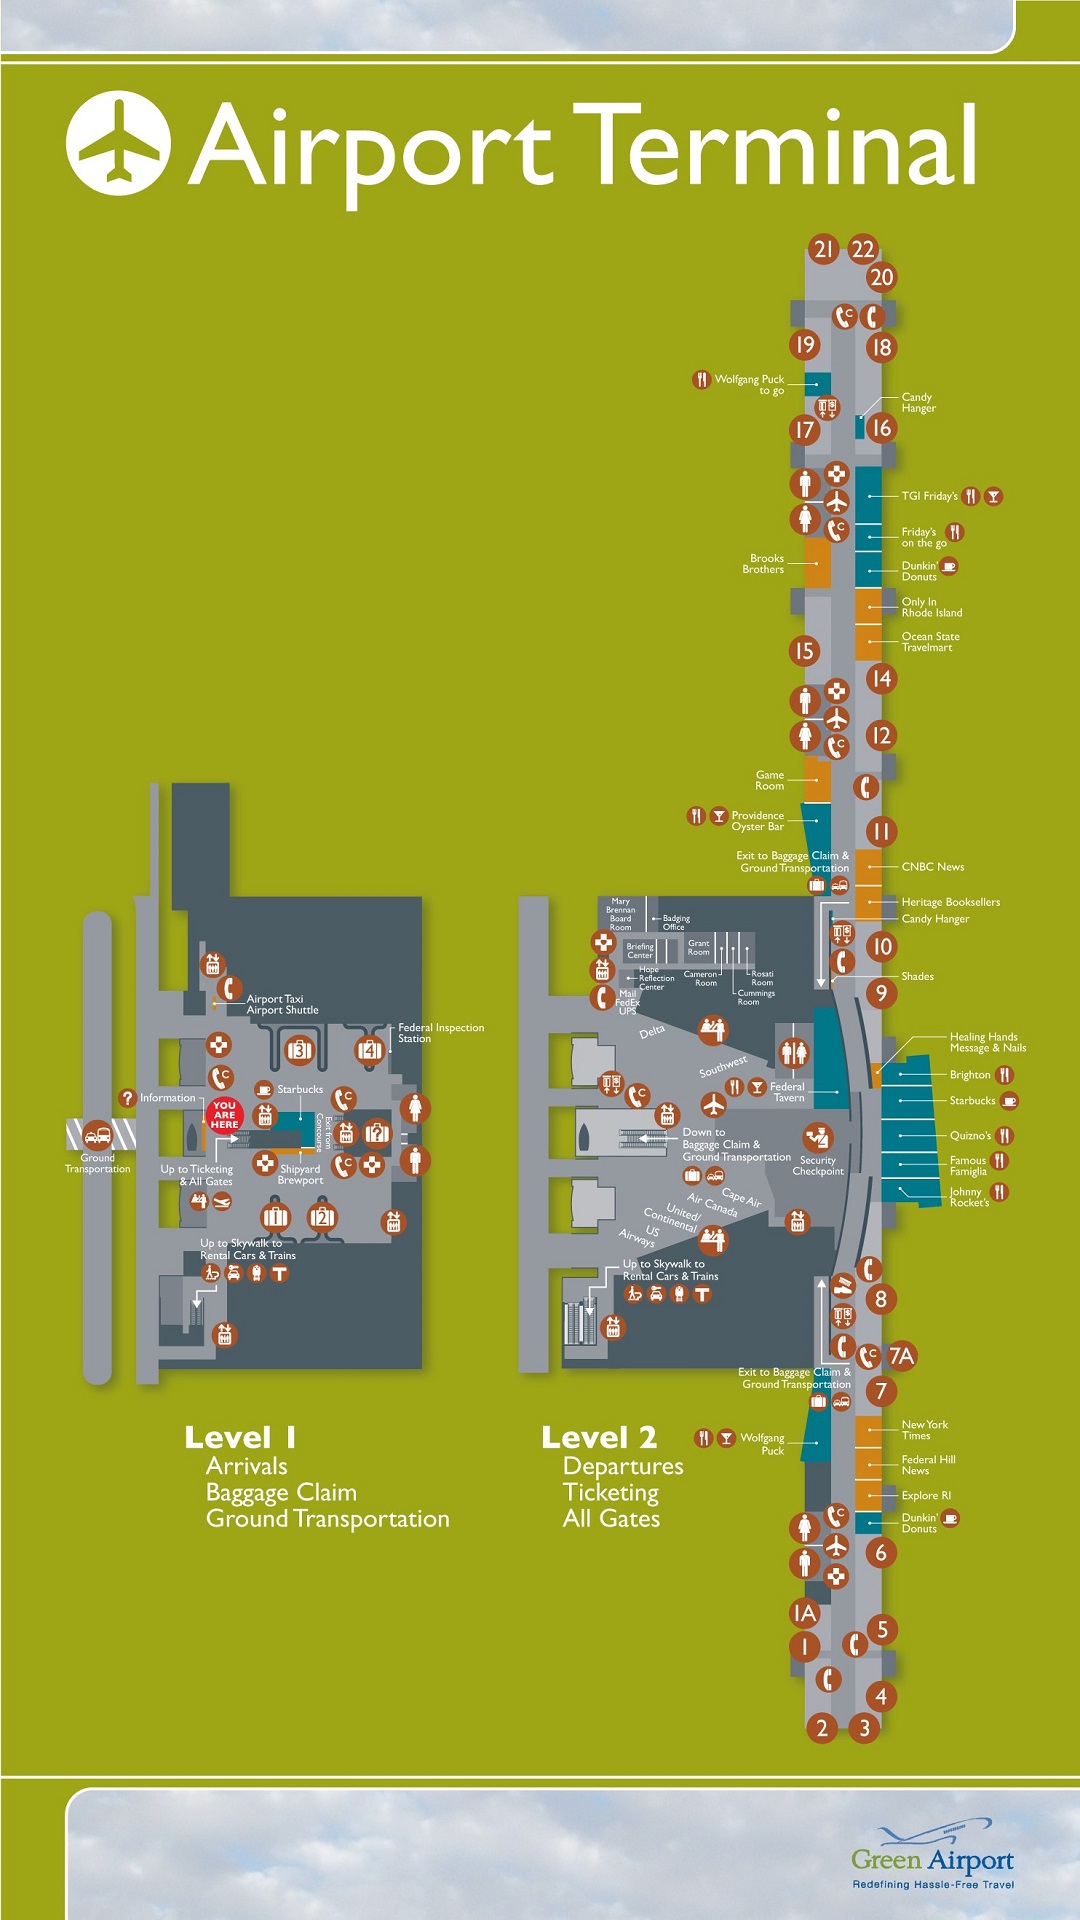 Airport Terminal
21
22
20
C
19
18
Wolfgang Puck
to go
Candy
Hanger
17
16
TGI Friday's
C
Friday's
on the go
Brooks
Brothers
Dunkin'
Donuts
Only In
Rhode Island
Ocean State
Travelmart
15
14
C
12
Game
Room
Providence
Oyster Bar
11
Exit to Baggage Claim &
Ground Transportation
CNBC News
Heritage Booksellers
Candy Hanger
10
Shades
9
Mary
Brennan
Board
Room
Badging
Office
Briefing
Center
Grant
Room
Hope
Reflection
Center
Cameron
Room
Rosati
Room
Cummings
Room
Mail
FedEx
UPS
Delta
Southwest
Federal
Tavern
Healing Hands
Message & Nails
Brighton
Starbucks
Quizno's
Famous
Famiglia
Johnny
Rocket's
C
Down to
Baggage Claim &
Ground Transportation
Security
Checkpoint
Cape Air
Air Canada
United/
Continental
US
Airways
Up to Skywalk to
Rental Cars & Trains
T
8
C
7A
Exit to Baggage Claim &
Ground Transportation
7
Airport Taxi
Airport Shuttle
Federal Inspection
Station
3
4
C
Information
?
YOU
ARE
HERE
Starbucks
C
Exit from
Concourse
?
Ground
Transportation
Up to Ticketing
& All Gates
Shipyard
Brewport
C
1
2
Up to Skywalk to
Rental Cars & Trains
T
Level 1
Arrivals
Baggage Claim
Ground Transportation
Level 2
Departures
Ticketing
All Gates
Wolfgang
Puck
New York
Times
Federal Hill
News
Explore RI
Dunkin'
Donuts
C
6
1A
1
5
4
2
3
Green Airport
Redefining Hassle-Free Travel